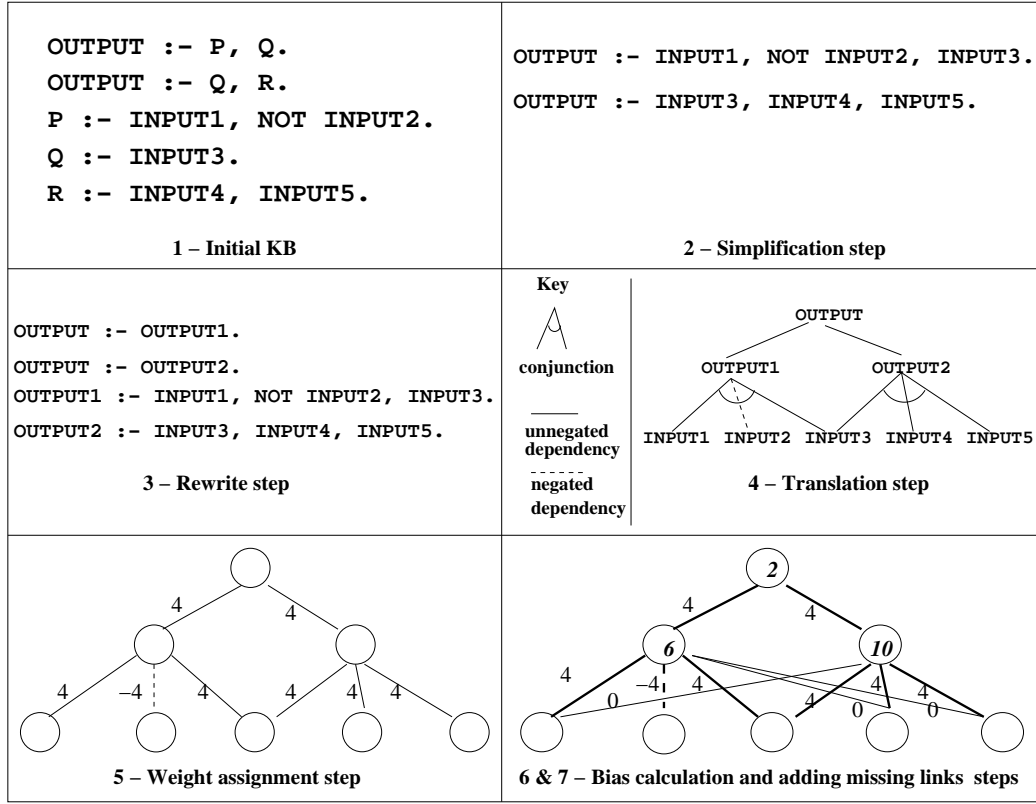 OUTPUT :– P, Q.
OUTPUT :– Q, R.
P :– INPUT1, NOT INPUT2.
Q :– INPUT3.
R :– INPUT4, INPUT5.
1 – Initial KB
OUTPUT :– INPUT1, NOT INPUT2, INPUT3.
OUTPUT :– INPUT3, INPUT4, INPUT5.
2 – Simplification step
OUTPUT :– OUTPUT1.
OUTPUT :– OUTPUT2.
OUTPUT1 :– INPUT1, NOT INPUT2, INPUT3.
OUTPUT2 :– INPUT3, INPUT4, INPUT5.
3 – Rewrite step
Key
conjunction
unnegated
dependency
negated
dependency
OUTPUT
OUTPUT1 OUTPUT2
INPUT1 INPUT2 INPUT3 INPUT4 INPUT5
4 – Translation step
4 4
4 –4 4 4 4 4
5 – Weight assignment step
2
4 4
6 10
4 –4 4 4 4
0 4 0 0
6 & 7 – Bias calculation and adding missing links steps